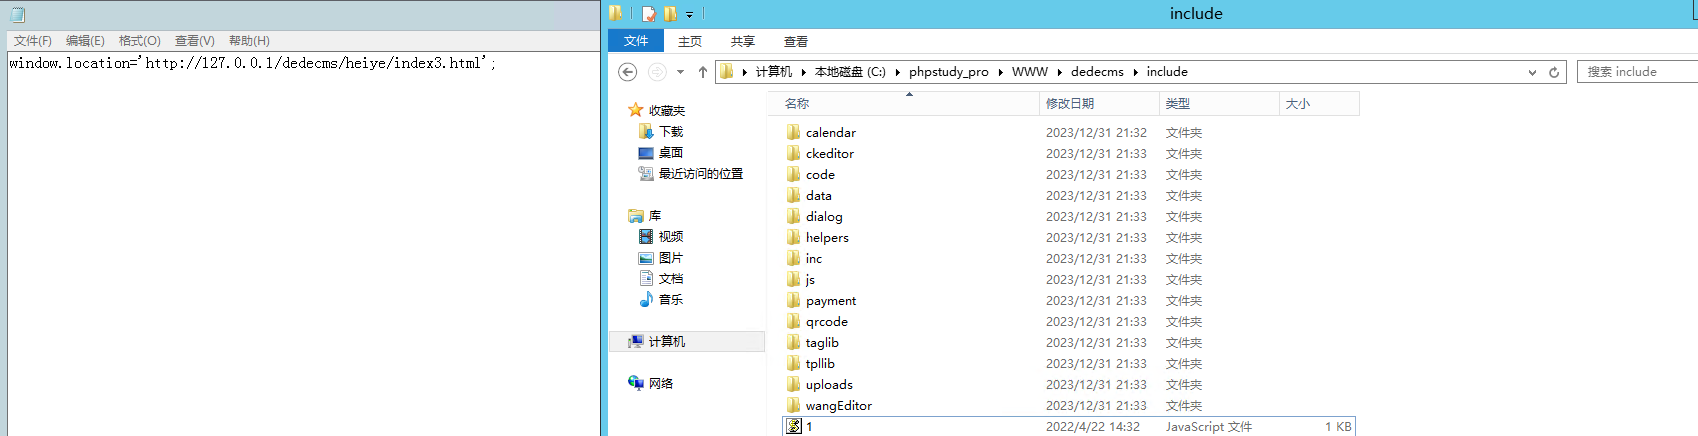 文件(F) 编辑(E) 格式(O) 查看(V) 帮助(H)
window.location='http://127.0.0.1/dedecms/heiye/index3.html';
include
文件 主页 共享 查看
计算机 本地磁盘 (C:) phpstudy_pro WWW dedecms include
搜索 include
收藏夹
下载
桌面
最近访问的位置
库
视频
图片
文档
音乐
计算机
网络
名称 修改日期 类型 大小
calendar 2023/12/31 21:32 文件夹
ckeditor 2023/12/31 21:33 文件夹
code 2023/12/31 21:33 文件夹
data 2023/12/31 21:33 文件夹
dialog 2023/12/31 21:33 文件夹
helpers 2023/12/31 21:33 文件夹
inc 2023/12/31 21:33 文件夹
js 2023/12/31 21:33 文件夹
payment 2023/12/31 21:33 文件夹
qrcode 2023/12/31 21:33 文件夹
taglib 2023/12/31 21:33 文件夹
tpllib 2023/12/31 21:33 文件夹
uploads 2023/12/31 21:33 文件夹
wangEditor 2023/12/31 21:33 文件夹
1 2022/4/22 14:32 JavaScript 文件 1 KB